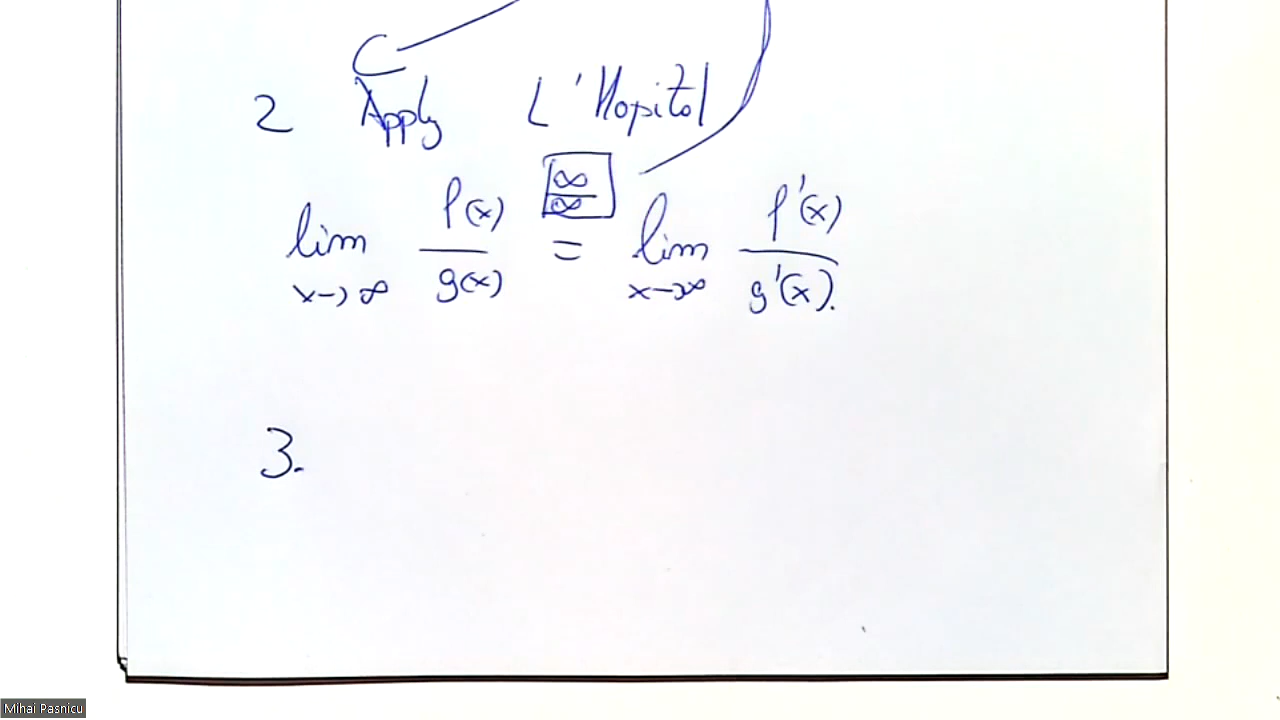 2 Apply L'Hopital
lim x→∞ f(x)/g(x) = [∞/∞] lim x→∞ f'(x)/g'(x).
3.
Mihai Pasnicu